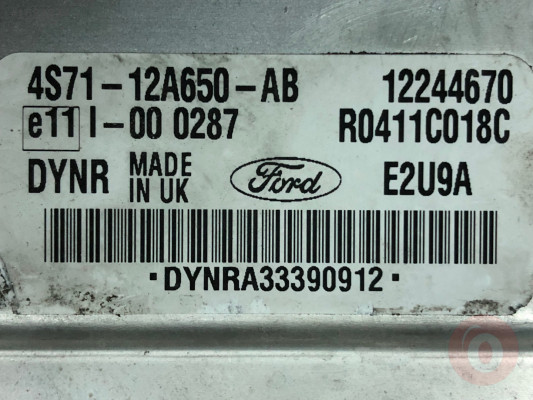 4S71-12A650-AB 12244670
e11 I-00 0287 R0411C018C
DYNR MADE IN UK Ford E2U9A
·DYNRA33390912·